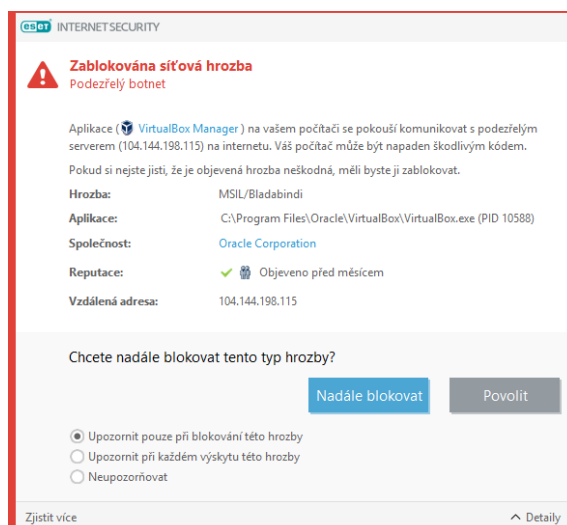 eset INTERNET SECURITY
Zablokována síťová hrozba
Podezřelý botnet
Aplikace ( VirtualBox Manager ) na vašem počítači se pokouší komunikovat s podezřelým
serverem (104.144.198.115) na internetu. Váš počítač může být napaden škodlivým kódem.
Pokud si nejste jisti, že je objevená hrozba neškodná, měli byste ji zablokovat.
Hrozba: MSIL/Bladabindi
Aplikace: C:\Program Files\Oracle\VirtualBox\VirtualBox.exe (PID 10588)
Společnost: Oracle Corporation
Reputace: Objeveno před měsícem
Vzdálená adresa: 104.144.198.115
Chcete nadále blokovat tento typ hrozby?
Nadále blokovat Povolit
Upozornit pouze při blokování této hrozby
Upozornit při každém výskytu této hrozby
Neupozorňovat
Zjistit více Detaily